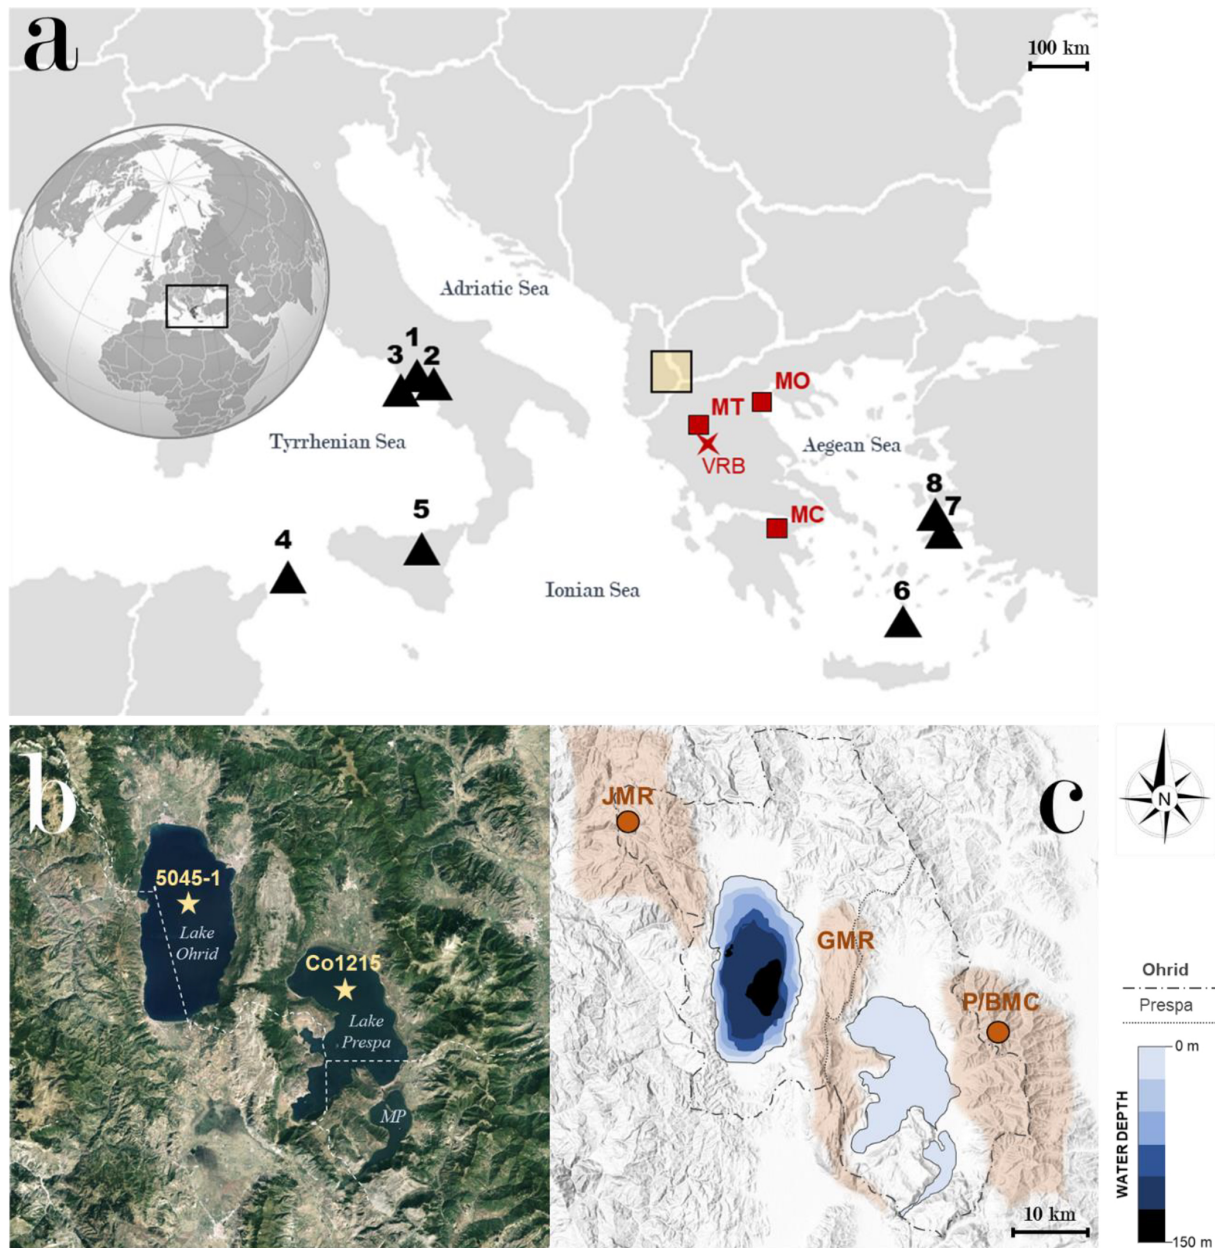 a
100 km
Adriatic Sea
1
3
2
MO
MT
Tyrrhenian Sea
Aegean Sea
VRB
8
7
5
MC
4
Ionian Sea
6
b
5045-1
Lake
Ohrid
Co1215
Lake
Prespa
MP
c
JMR
GMR
P/BMC
10 km
N
Ohrid
Prespa
0 m
WATER DEPTH
150 m